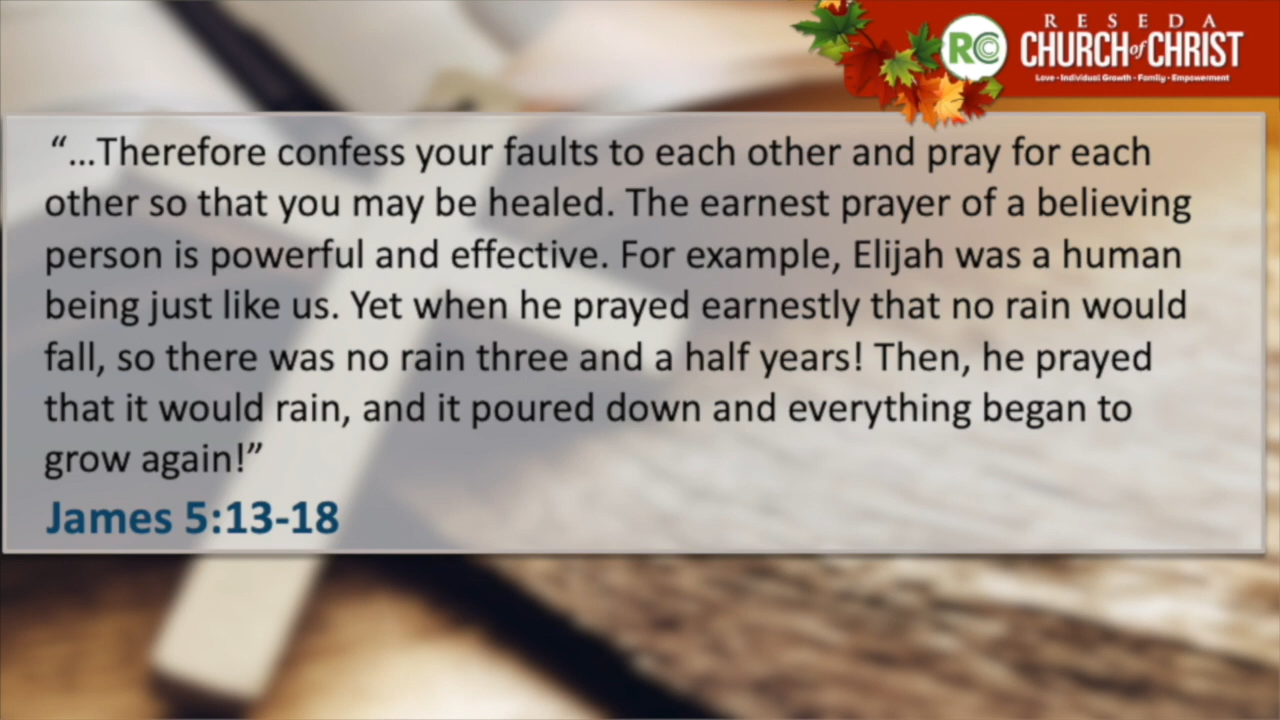 RESEDA
RC
CHURCH of CHRIST
Love - Individual Growth - Family - Empowerment
“...Therefore confess your faults to each other and pray for each
other so that you may be healed. The earnest prayer of a believing
person is powerful and effective. For example, Elijah was a human
being just like us. Yet when he prayed earnestly that no rain would
fall, so there was no rain three and a half years! Then, he prayed
that it would rain, and it poured down and everything began to
grow again!”
James 5:13-18